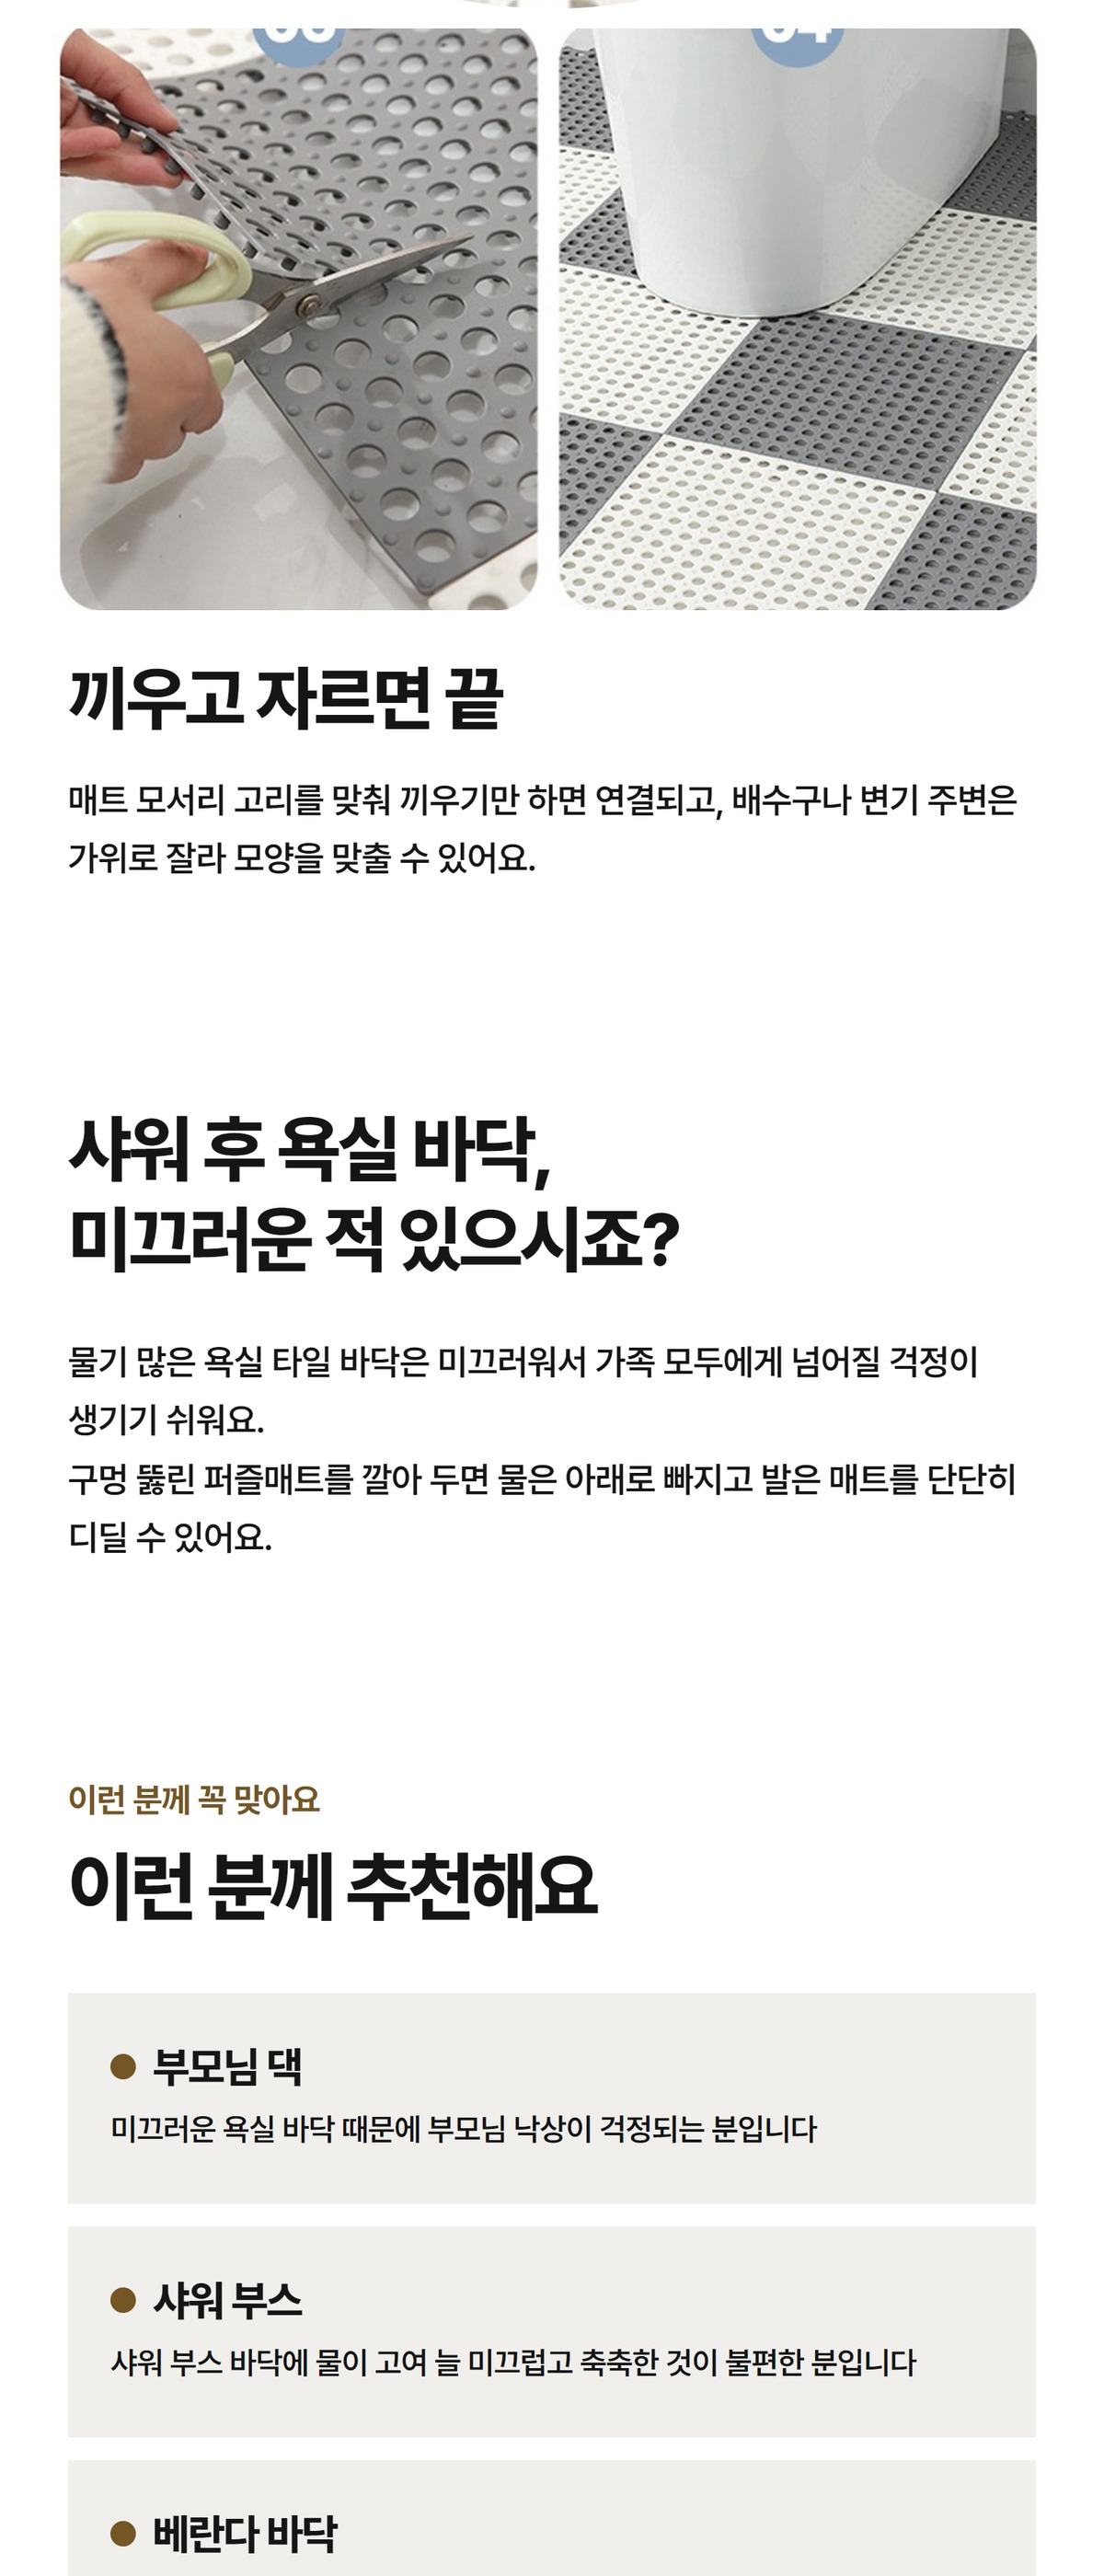 끼우고 자르면 끝
매트 모서리 고리를 맞춰 끼우기만 하면 연결되고, 배수구나 변기 주변은
가위로 잘라 모양을 맞출 수 있어요.
샤워 후 욕실 바닥,
미끄러운 적 있으시죠?
물기 많은 욕실 타일 바닥은 미끄러워서 가족 모두에게 넘어질 걱정이
생기기 쉬워요.
구멍 뚫린 퍼즐매트를 깔아 두면 물은 아래로 빠지고 발은 매트를 단단히
디딜 수 있어요.
이런 분께 꼭 맞아요
이런 분께 추천해요
부모님 댁
미끄러운 욕실 바닥 때문에 부모님 낙상이 걱정되는 분입니다
샤워 부스
샤워 부스 바닥에 물이 고여 늘 미끄럽고 축축한 것이 불편한 분입니다
베란다 바닥